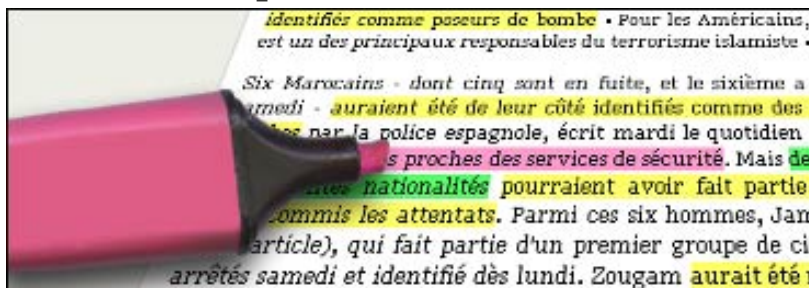 identifiés comme poseurs de bombe • Pour les Américains,
est un des principaux responsables du terrorisme islamiste •
Six Marocains - dont cinq sont en fuite, et le sixième a
amedi - auraient été de leur côté identifiés comme des
par la police espagnole, écrit mardi le quotidien
s proches des services de sécurité. Mais de
nationalités pourraient avoir fait partie
commis les attentats. Parmi ces six hommes, Jam
article), qui fait partie d'un premier groupe de ci
arrêtés samedi et identifié dès lundi. Zougam aurait été